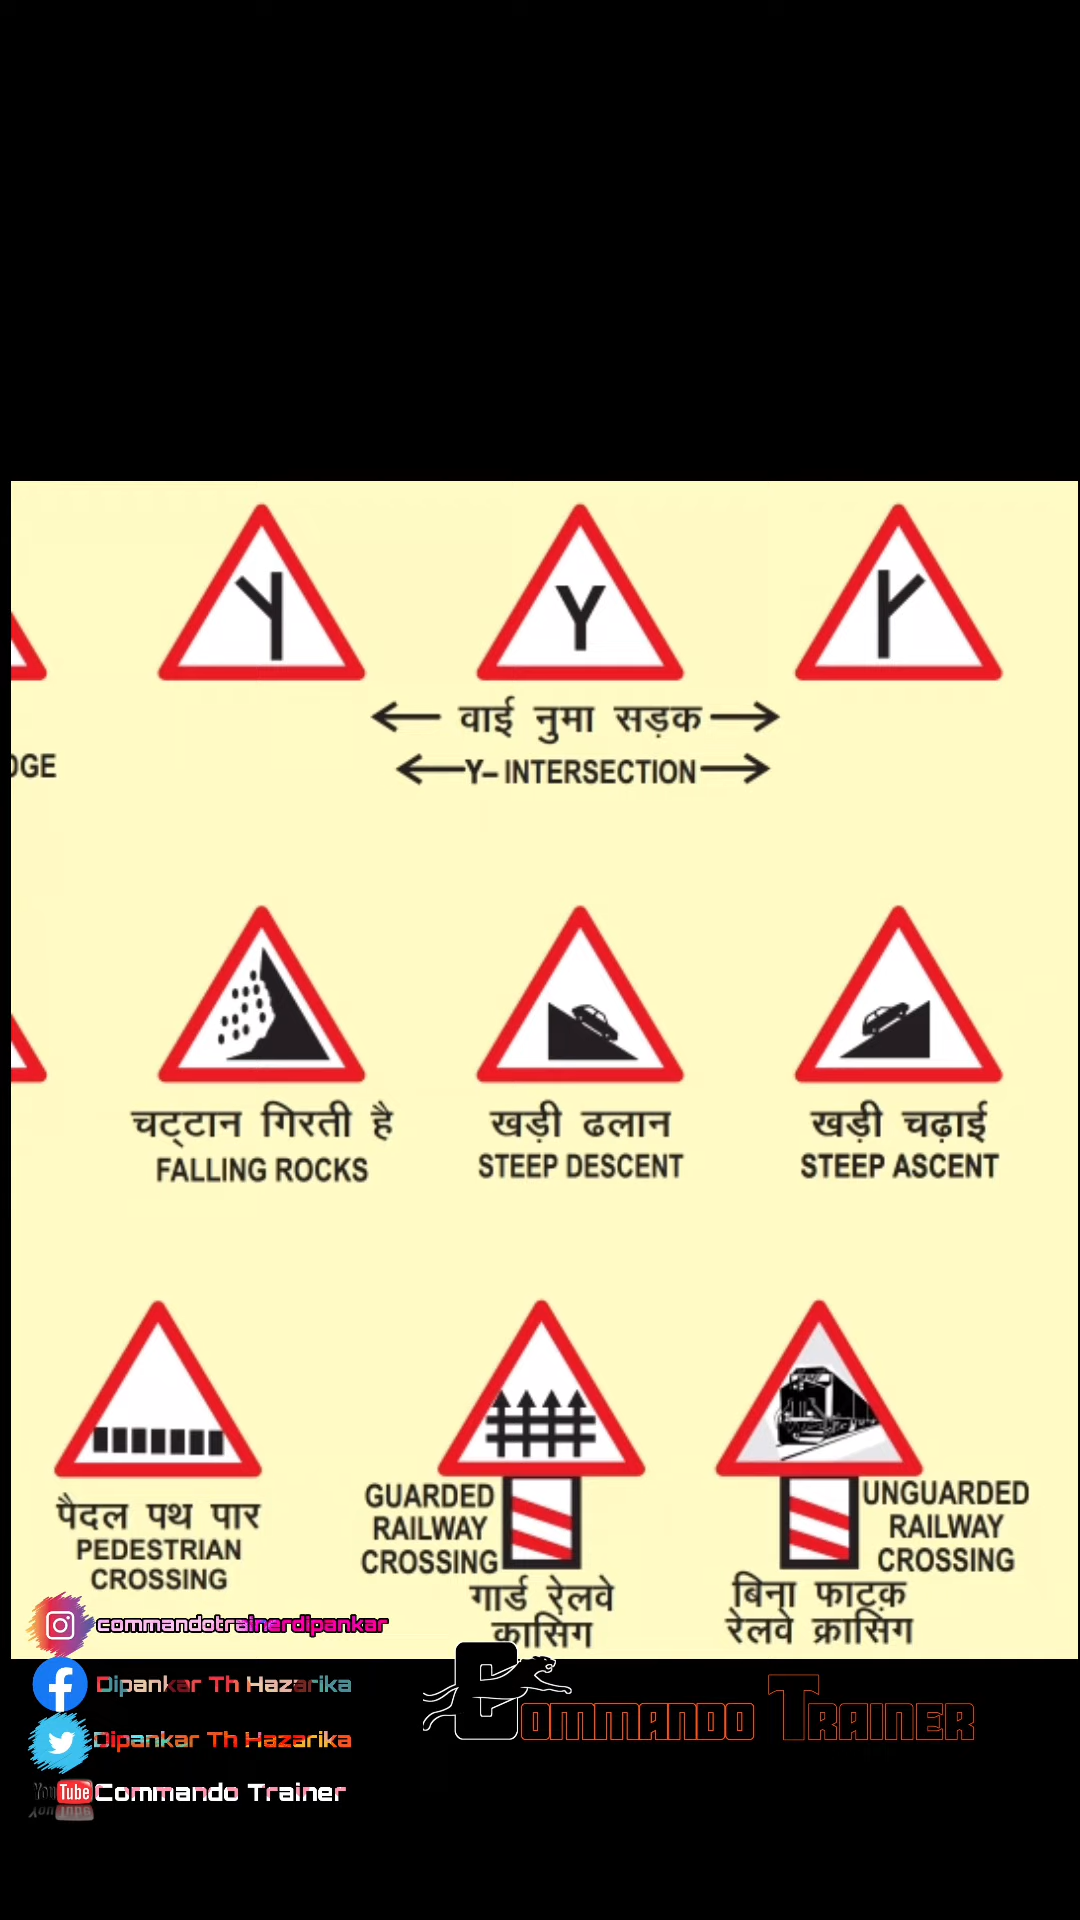 वाई नुमा सड़क
Y- INTERSECTION
चट्टान गिरती है
FALLING ROCKS
खड़ी ढलान
STEEP DESCENT
खड़ी चढ़ाई
STEEP ASCENT
पैदल पथ पार
PEDESTRIAN
CROSSING
GUARDED
RAILWAY
CROSSING
गार्ड रेलवे
क्रासिंग
UNGUARDED
RAILWAY
CROSSING
बिना फाटक़
रेलवे क्रासिंग
commandotrainerdipankar
Dipankar Th Hazarika
Dipankar Th Hazarika
YouTube
Commando Trainer
COMMANDO TRAINER